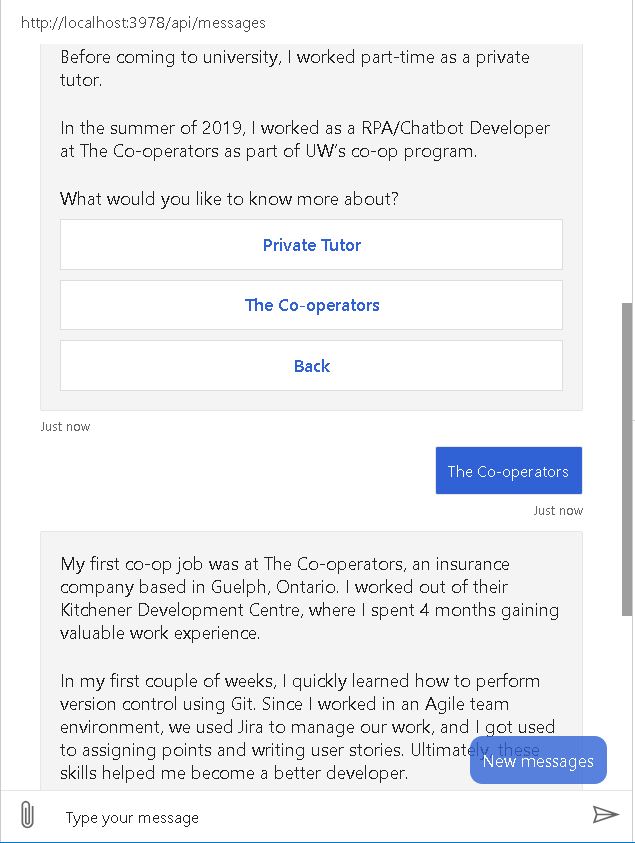 http://localhost:3978/api/messages
Before coming to university, I worked part-time as a private
tutor.
In the summer of 2019, I worked as a RPA/Chatbot Developer
at The Co-operators as part of UW's co-op program.
What would you like to know more about?
Private Tutor
The Co-operators
Back
Just now
The Co-operators
Just now
My first co-op job was at The Co-operators, an insurance
company based in Guelph, Ontario. I worked out of their
Kitchener Development Centre, where I spent 4 months gaining
valuable work experience.
In my first couple of weeks, I quickly learned how to perform
version control using Git. Since I worked in an Agile team
environment, we used Jira to manage our work, and I got used
to assigning points and writing user stories. Ultimately, these
skills helped me become a better developer.
New messages
Type your message